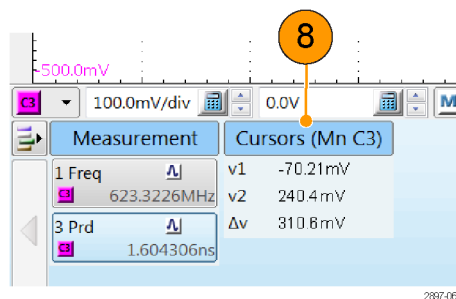 8
-500.0mV
C3 100.0mV/div 0.0V M
Measurement Cursors (Mn C3)
1 Freq v1 -70.21mV
C3 623.3226MHz v2 240.4mV
3 Prd Δv 310.6mV
C3 1.604306ns
2897-06